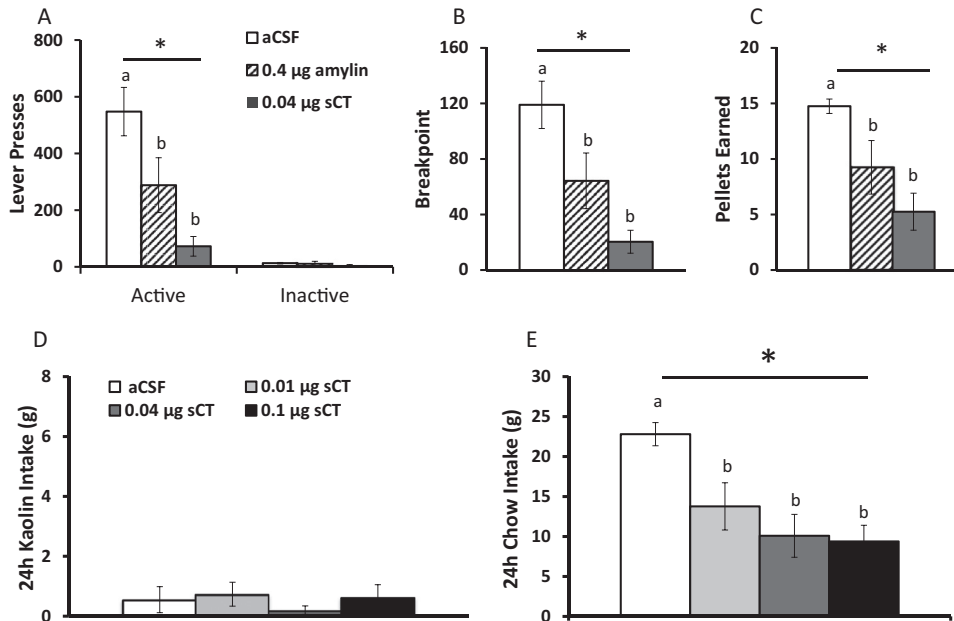 A
B
C
800
600
400
200
0
Lever Presses
*
a
b
b
Active
Inactive
aCSF
0.4 µg amylin
0.04 µg sCT
160
120
80
40
0
Breakpoint
*
a
b
b
20
15
10
5
0
Pellets Earned
*
a
b
b
D
E
8
6
4
2
0
24h Kaolin Intake (g)
aCSF
0.01 µg sCT
0.04 µg sCT
0.1 µg sCT
30
25
20
15
10
5
0
24h Chow Intake (g)
*
a
b
b
b